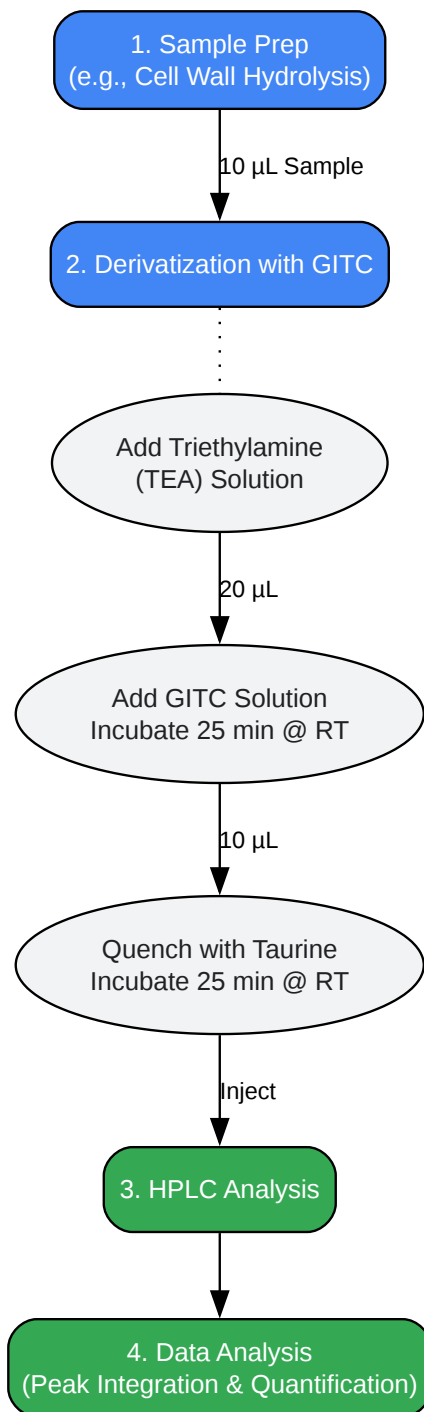 1. Sample Prep
(e.g., Cell Wall Hydrolysis)
10 µL Sample
2. Derivatization with GITC
Add Triethylamine
(TEA) Solution
20 µL
Add GITC Solution
Incubate 25 min @ RT
10 µL
Quench with Taurine
Incubate 25 min @ RT
Inject
3. HPLC Analysis
4. Data Analysis
(Peak Integration & Quantification)